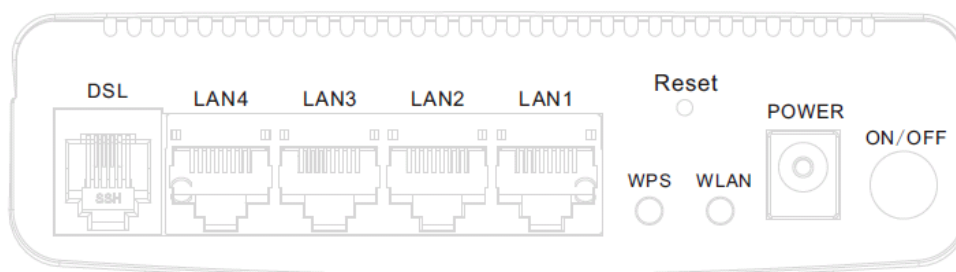 DSL
LAN4
LAN3
LAN2
LAN1
Reset
POWER
ON/OFF
WPS
WLAN
SSH